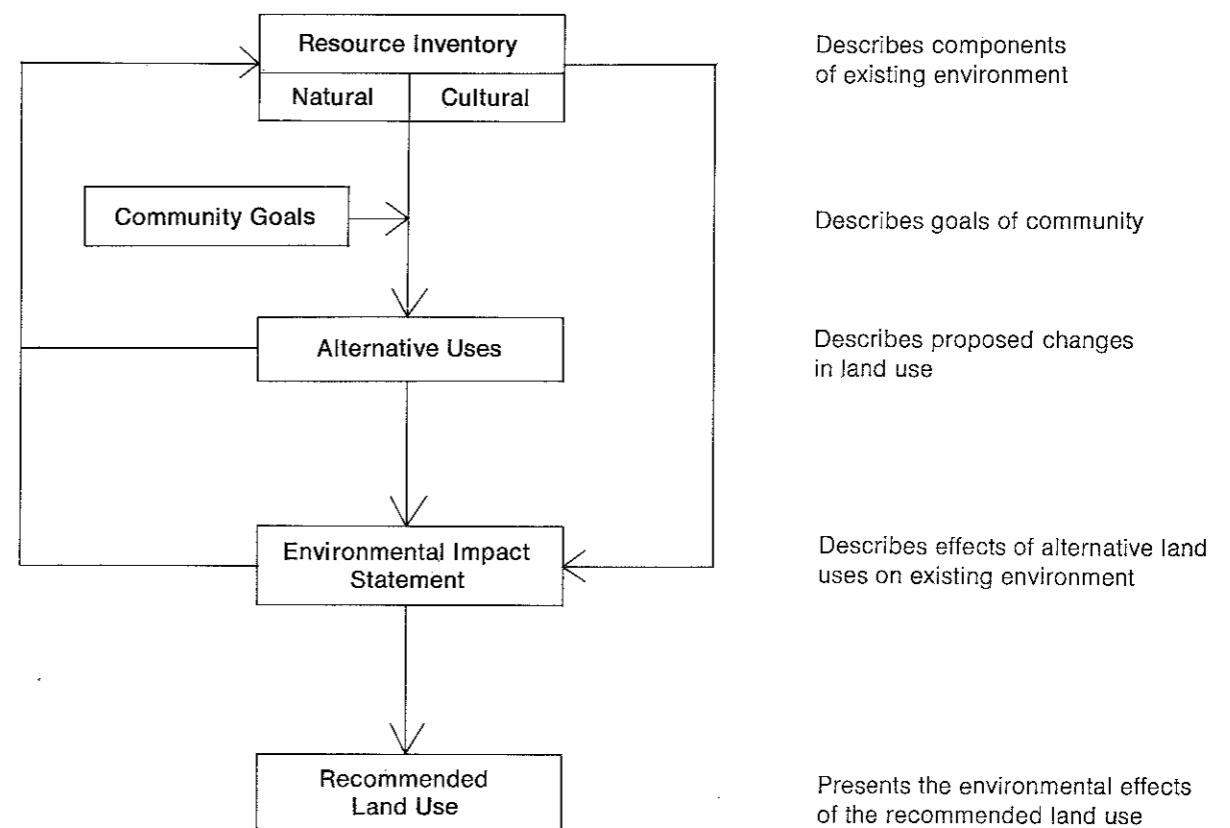 Resource Inventory
Natural
Cultural
Describes components
of existing environment
Community Goals
Describes goals of community
Alternative Uses
Describes proposed changes
in land use
Environmental Impact
Statement
Describes effects of alternative land
uses on existing environment
Recommended
Land Use
Presents the environmental effects
of the recommended land use